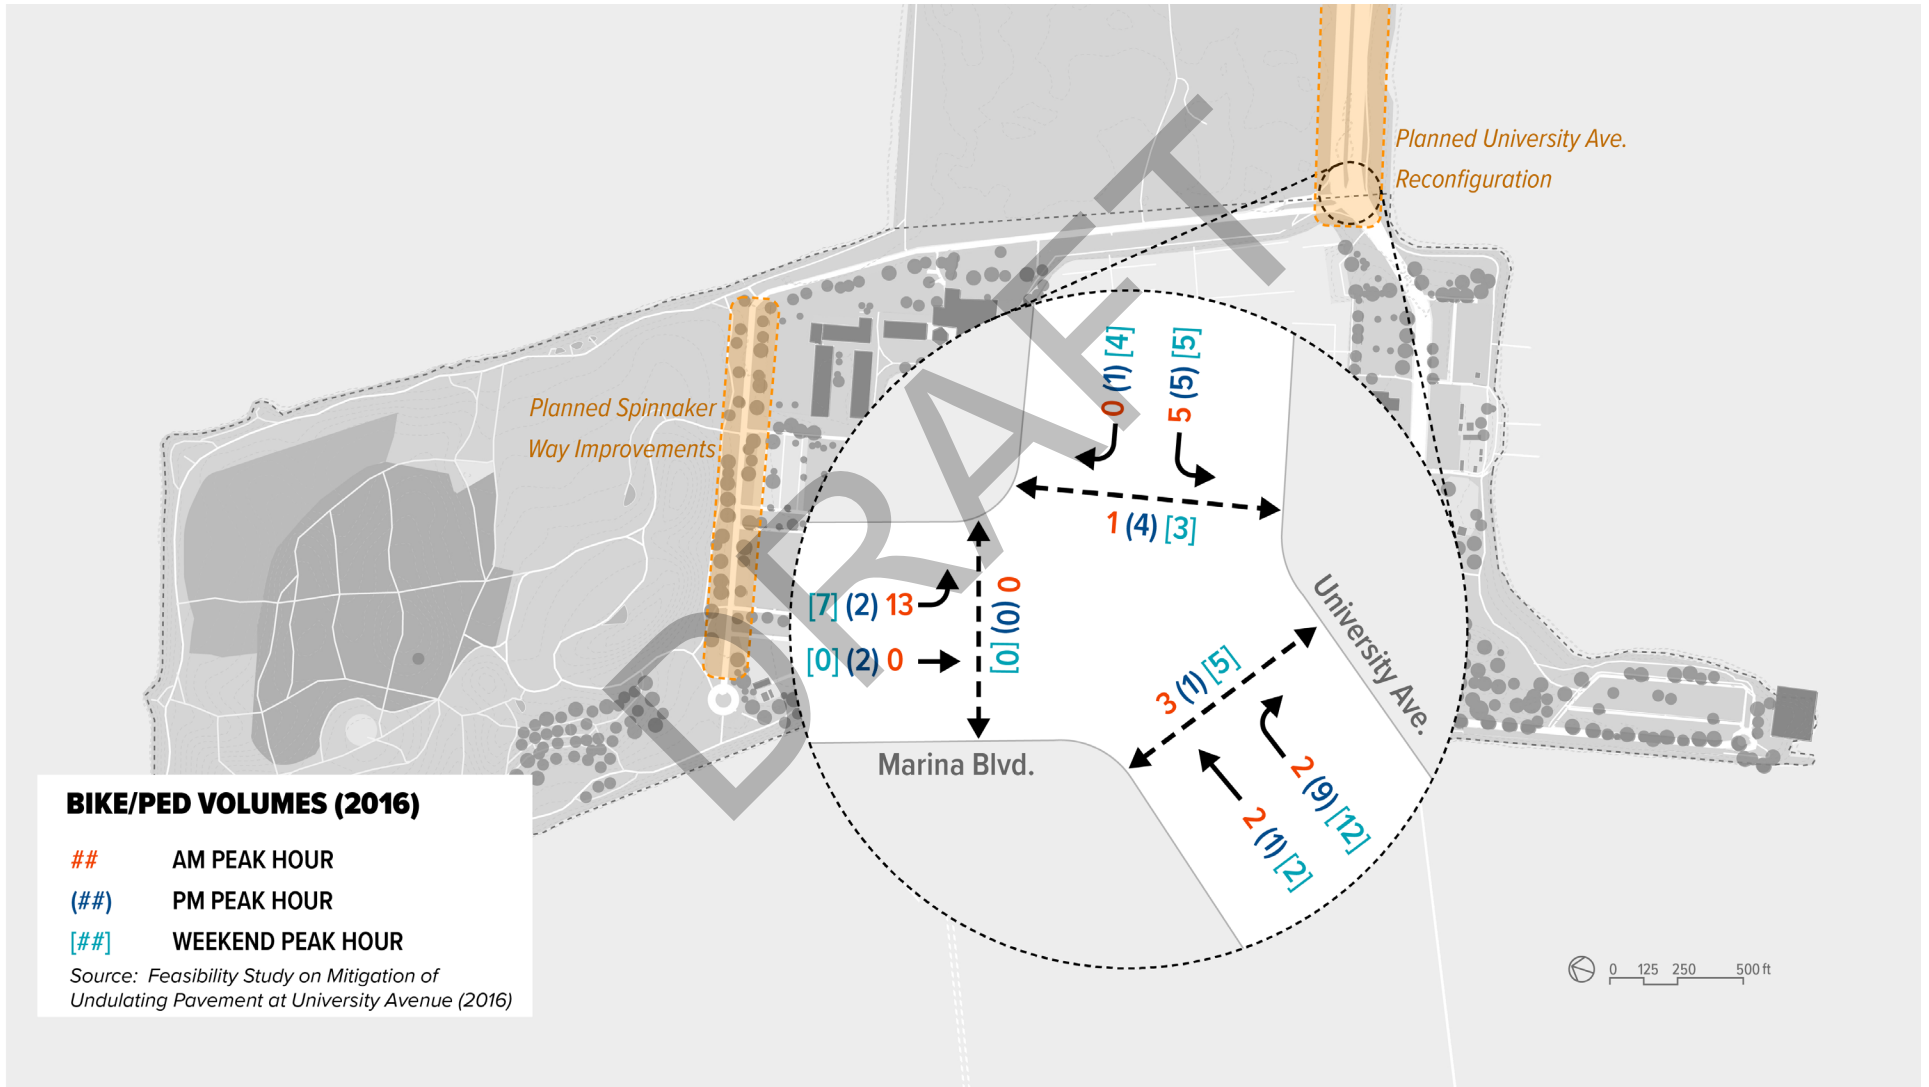 Planned University Ave.
Reconfiguration
Planned Spinnaker
Way Improvements
DRAFT
0 (1) [4]
5 (5) [5]
1 (4) [3]
[7] (2) 13
[0] (2) 0
[0] (0) 0
3 (1) [5]
2 (9) [12]
2 (1) [2]
University Ave.
Marina Blvd.
BIKE/PED VOLUMES (2016)
## AM PEAK HOUR
(##) PM PEAK HOUR
[##] WEEKEND PEAK HOUR
Source: Feasibility Study on Mitigation of
Undulating Pavement at University Avenue (2016)
0 125 250 500 ft